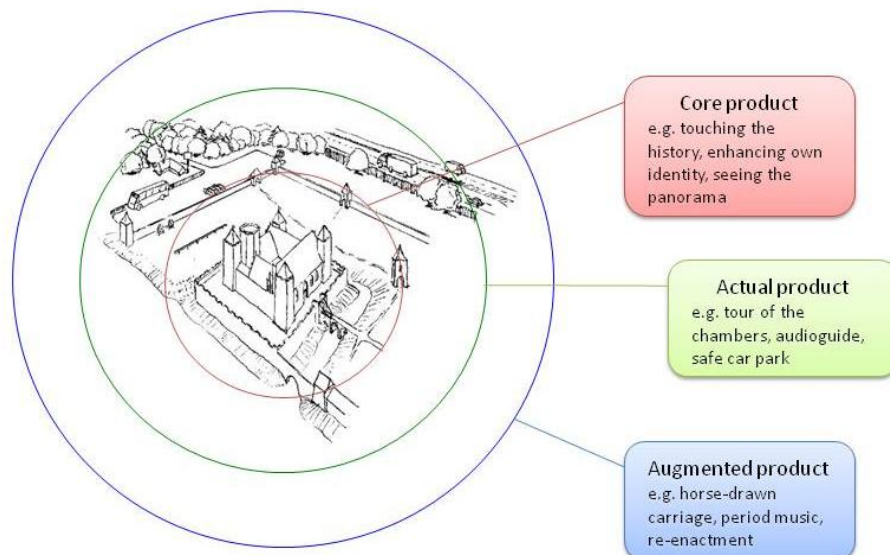 Core product
e.g. touching the
history, enhancing own
identity, seeing the
panorama
Actual product
e.g. tour of the
chambers, audioguide,
safe car park
Augmented product
e.g. horse-drawn
carriage, period music,
re-enactment